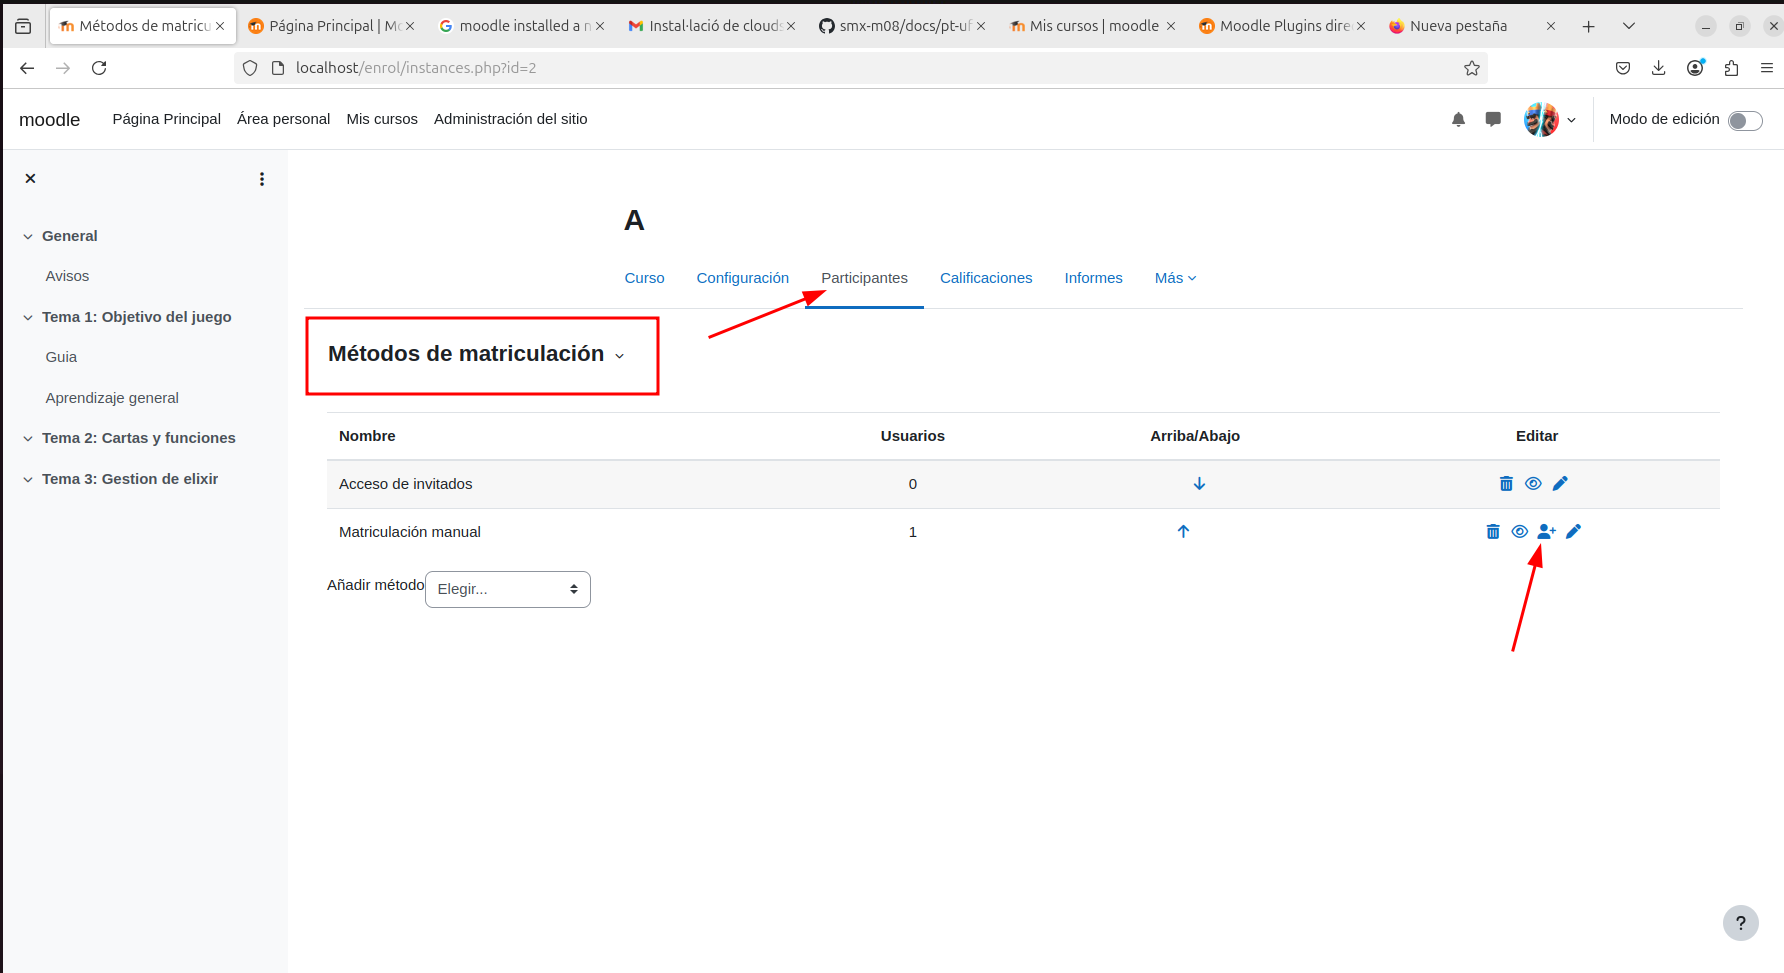 Métodos de matricu
Página Principal | Mo
moodle installed a n
Instal·lació de clouds
smx-m08/docs/pt-uf
Mis cursos | moodle
Moodle Plugins dire
Nueva pestaña
localhost/enrol/instances.php?id=2
moodle Página Principal Área personal Mis cursos Administración del sitio Modo de edición
General
Avisos
Tema 1: Objetivo del juego
Guia
Aprendizaje general
Tema 2: Cartas y funciones
Tema 3: Gestion de elixir
A
Curso Configuración Participantes Calificaciones Informes Más
Métodos de matriculación
Nombre Usuarios Arriba/Abajo Editar
Acceso de invitados 0
Matriculación manual 1
Añadir método Elegir...
?